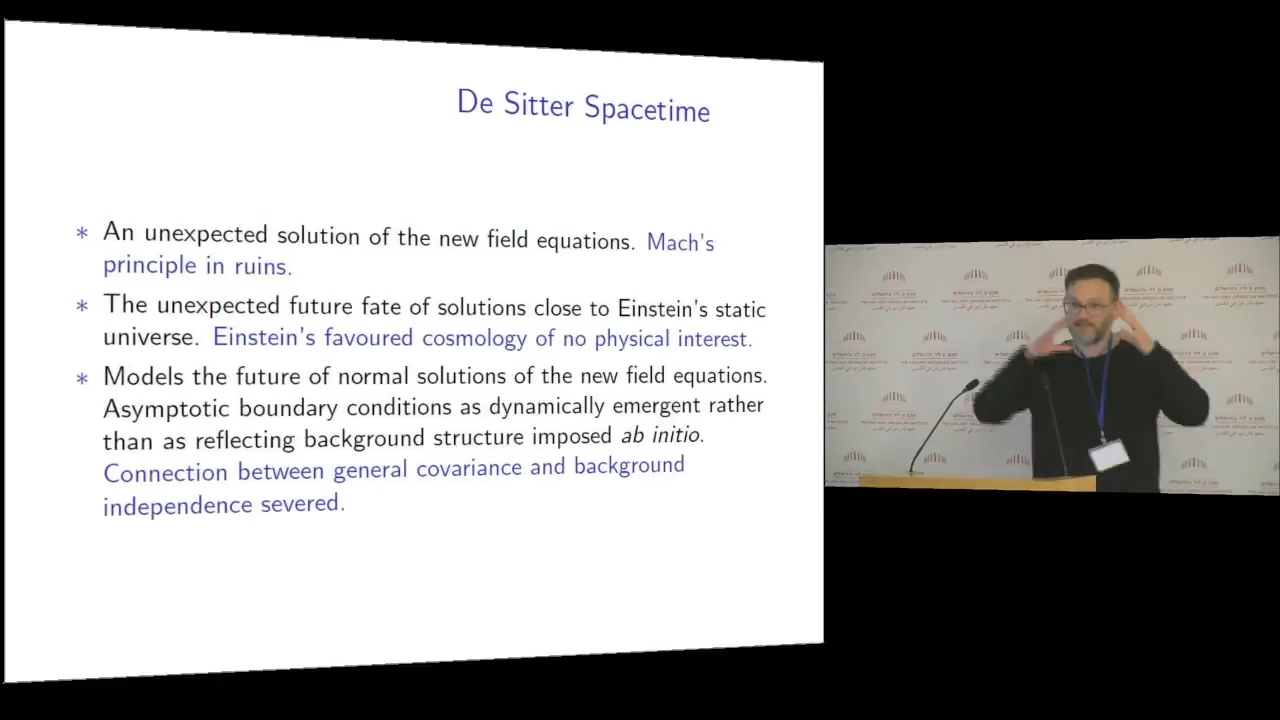 De Sitter Spacetime
* An unexpected solution of the new field equations. Mach's
principle in ruins.
* The unexpected future fate of solutions close to Einstein's static
universe. Einstein's favoured cosmology of no physical interest.
* Models the future of normal solutions of the new field equations.
Asymptotic boundary conditions as dynamically emergent rather
than as reflecting background structure imposed ab initio.
Connection between general covariance and background
independence severed.